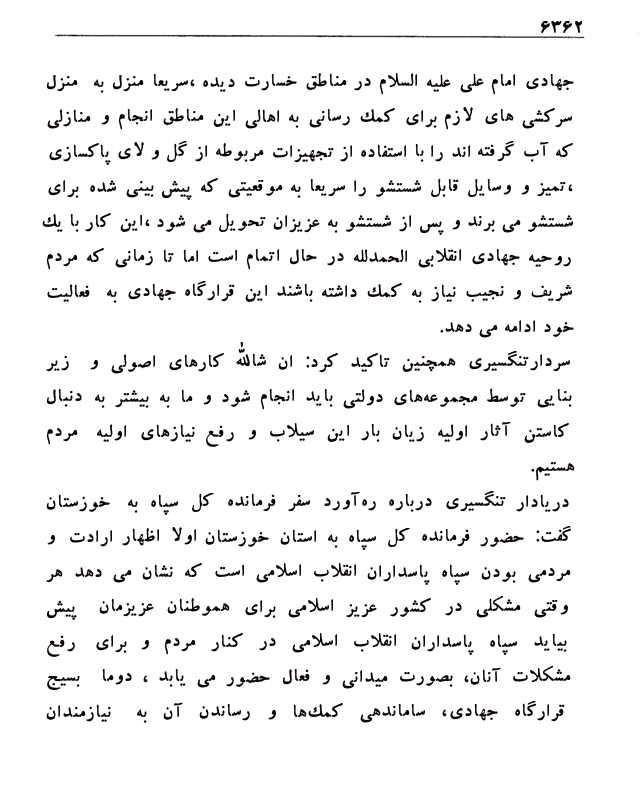 ۶۳۶۲
جهادی امام علی علیه السلام در مناطق خسارت دیده ،سریعا منزل به منزل
سرکشی های لازم برای کمك رسانی به اهالی این مناطق انجام و منازلی
که آب گرفته اند را با استفاده از تجهیزات مربوطه از گل و لای پاکسازی
،تمیز و وسایل قابل شستشو را سریعا به موقعیتی که پیش بینی شده برای
شستشو می برند و پس از شستشو به عزیزان تحویل می شود ،این کار با یك
روحیه جهادی انقلابی الحمدلله در حال اتمام است اما تا زمانی که مردم
شریف و نجیب نیاز به کمك داشته باشند این قرارگاه جهادی به فعالیت
خود ادامه می دهد.
سردارتنگسیری همچنین تاکید کرد: ان شالله کارهای اصولی و زیر
بنایی توسط مجموعه‌های دولتی باید انجام شود و ما به بیشتر به دنبال
کاستن آثار اولیه زیان بار این سیلاب و رفع نیازهای اولیه مردم
هستیم.
دریادار تنگسیری درباره ره‌آورد سفر فرمانده کل سپاه به خوزستان
گفت: حضور فرمانده کل سپاه به استان خوزستان اولا اظهار ارادت و
مردمی بودن سپاه پاسداران انقلاب اسلامی است که نشان می دهد هر
وقتی مشکلی در کشور عزیز اسلامی برای هموطنان عزیزمان پیش
بیاید سپاه پاسداران انقلاب اسلامی در کنار مردم و برای رفع
مشکلات آنان، بصورت میدانی و فعال حضور می یابد ، دوما بسیج
قرارگاه جهادی، ساماندهی کمك‌ها و رساندن آن به نیازمندان